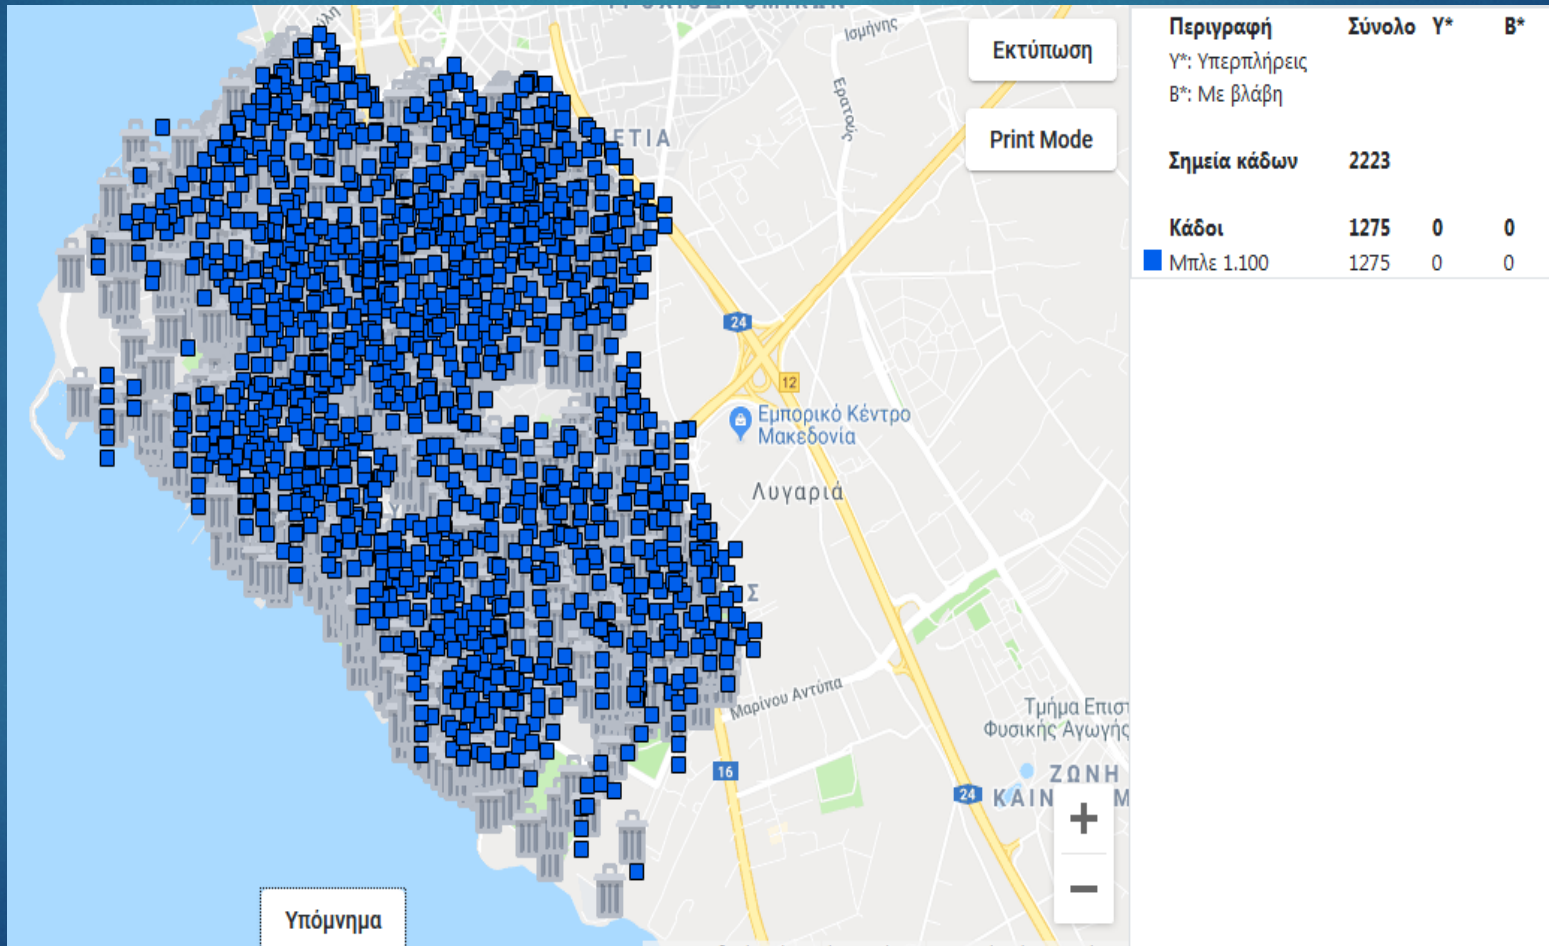 Ισμήνης
Ερατούς
ΕΤΙΑ
Εκτύπωση
Print Mode
24
12
Εμπορικό Κέντρο
Μακεδονία
Λυγαριά
Σ
Μαρίνου Αντύπα
Τμήμα Επιστ
Φυσικής Αγωγής
16
24
ΖΩΝΗ
ΚΑΙΝ
Μ
+
−
Υπόμνημα
Περιγραφή Σύνολο Υ* Β*
Υ*: Υπερπλήρεις
Β*: Με βλάβη
Σημεία κάδων 2223
Κάδοι 1275 0 0
Μπλε 1.100 1275 0 0